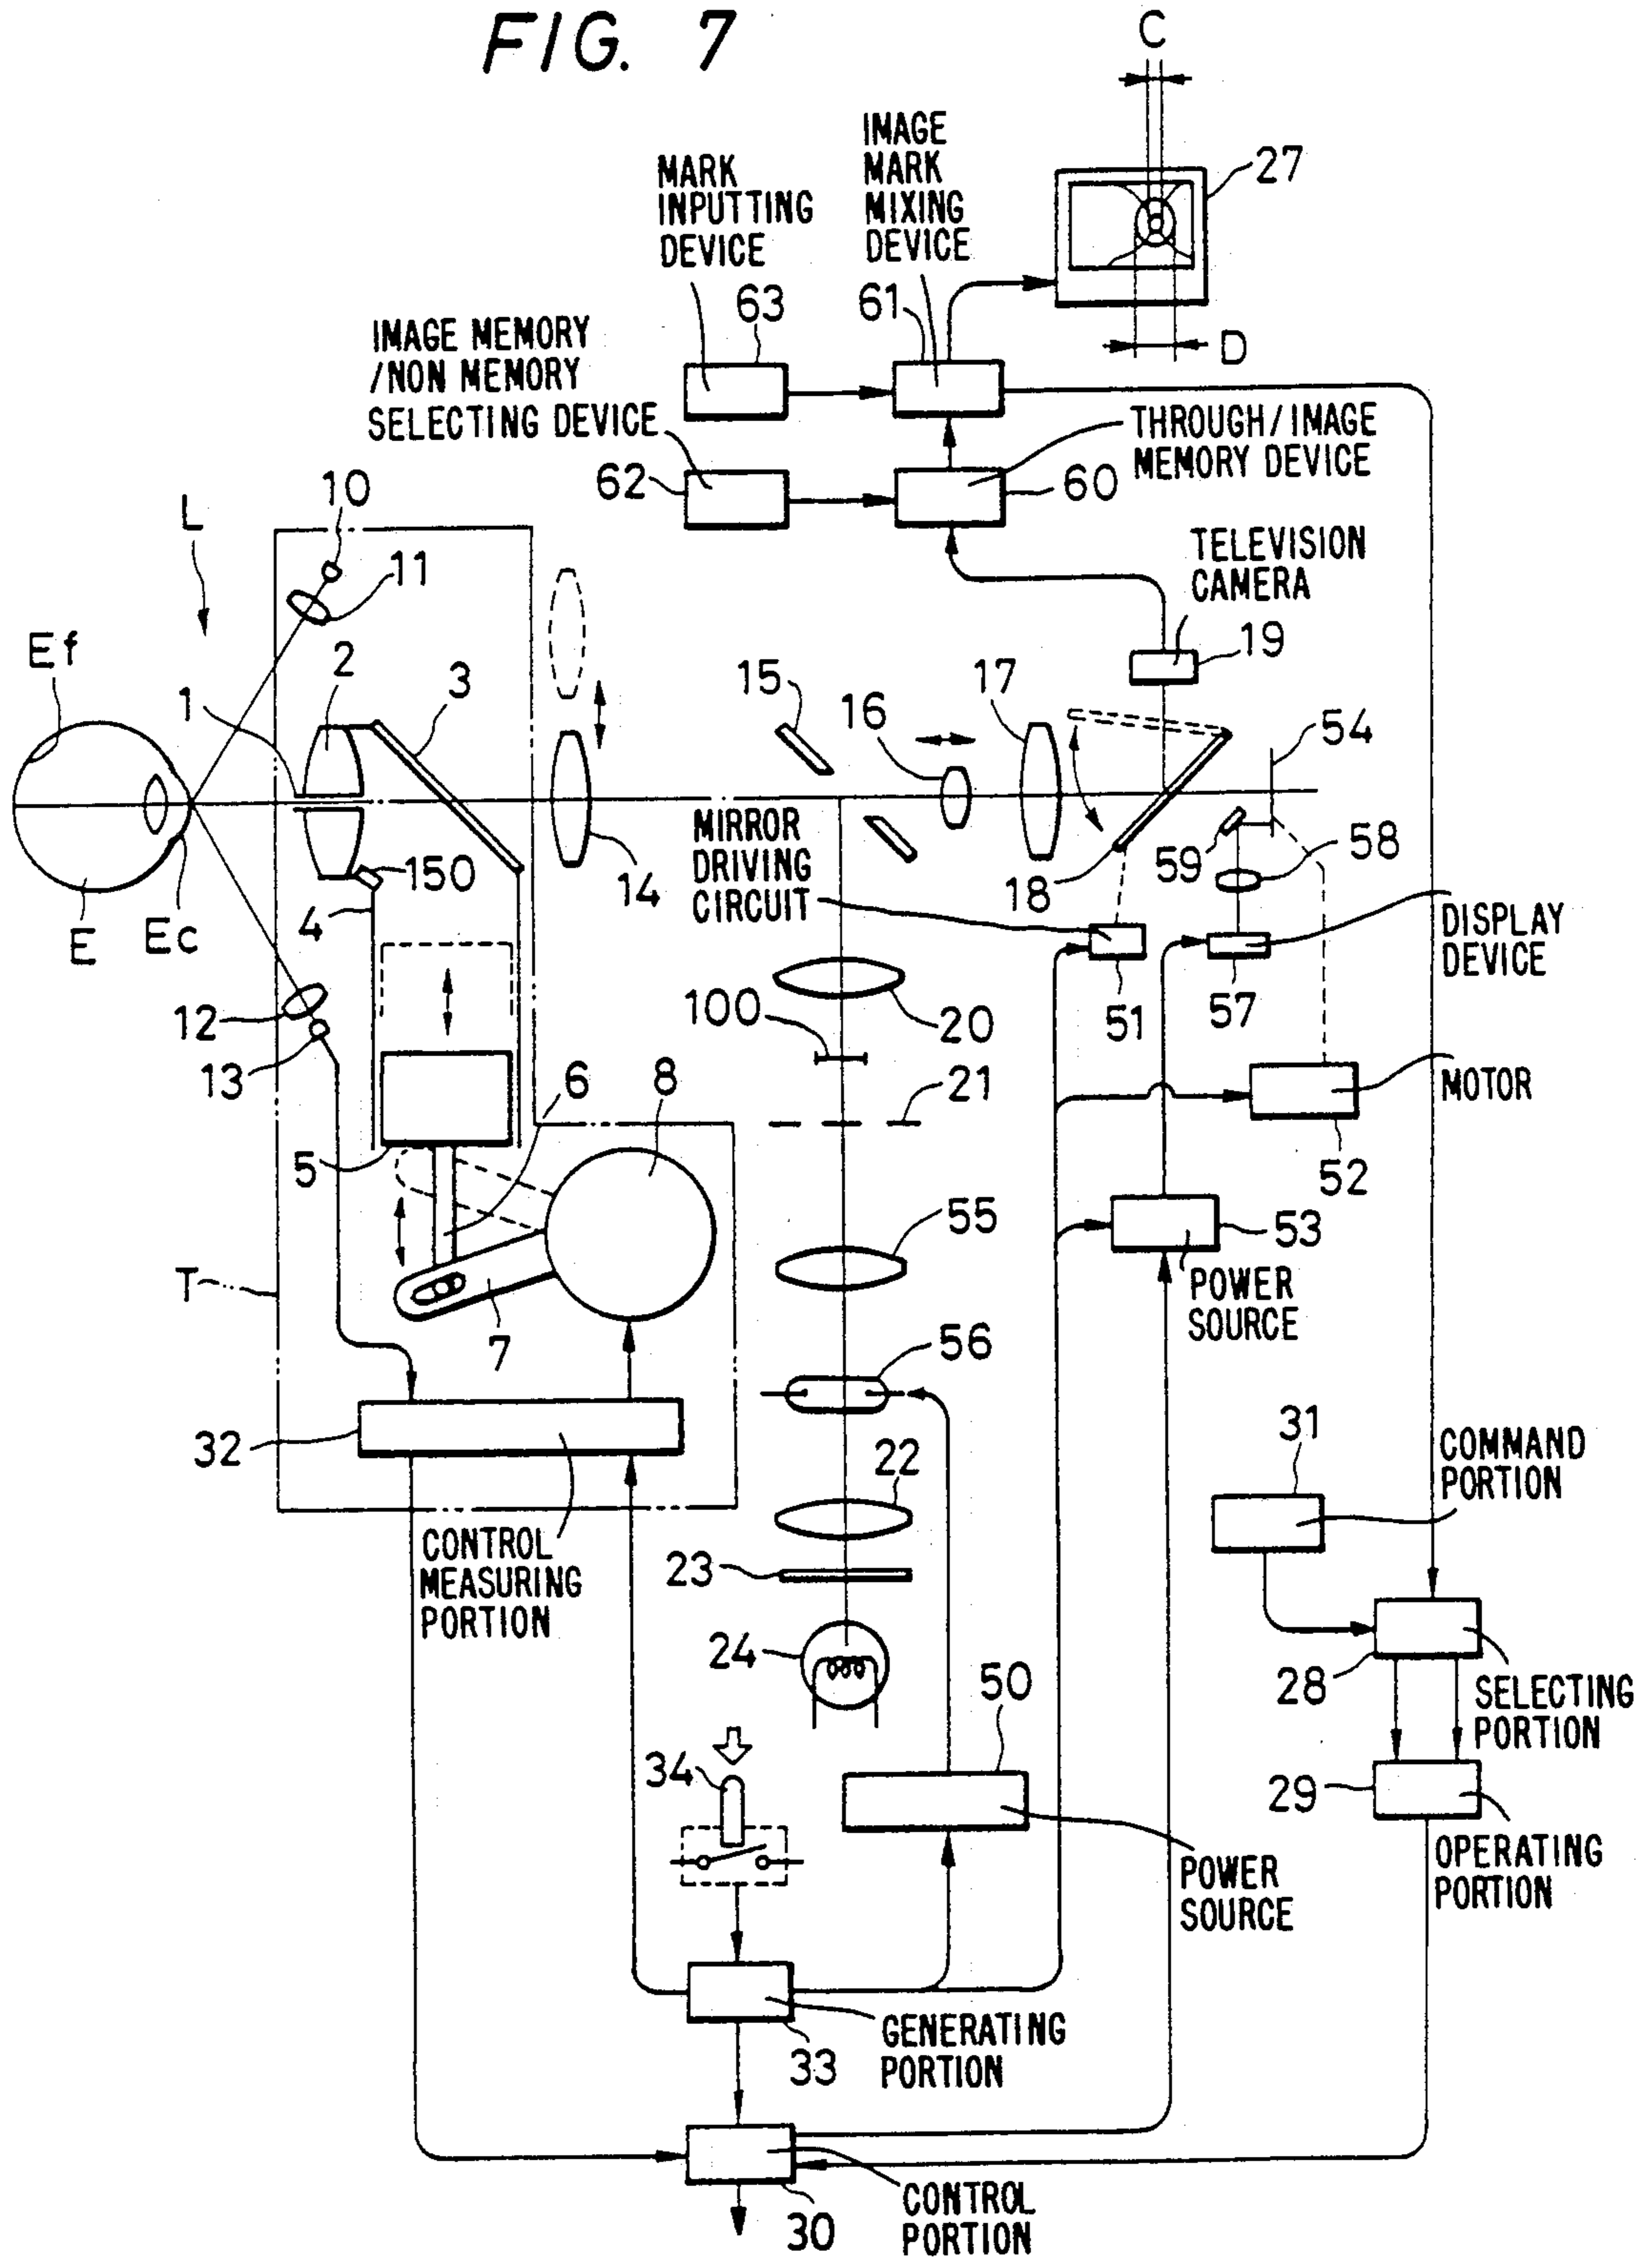 FIG. 7
C
IMAGE
MARK
MIXING
DEVICE
MARK
INPUTTING
DEVICE
27
63
61
IMAGE MEMORY
/NON MEMORY
SELECTING DEVICE
D
THROUGH/IMAGE
MEMORY DEVICE
62
60
L
10
11
TELEVISION
CAMERA
19
Ef
1
2
3
15
16
17
54
14
MIRROR
DRIVING
CIRCUIT
18
59
58
150
4
E
Ec
DISPLAY
DEVICE
12
13
100
20
51
57
6
8
21
MOTOR
5
52
55
53
T
POWER
SOURCE
7
56
32
31
COMMAND
PORTION
22
CONTROL
MEASURING
PORTION
23
24
28
SELECTING
PORTION
50
34
29
OPERATING
PORTION
POWER
SOURCE
GENERATING
PORTION
33
CONTROL
PORTION
30